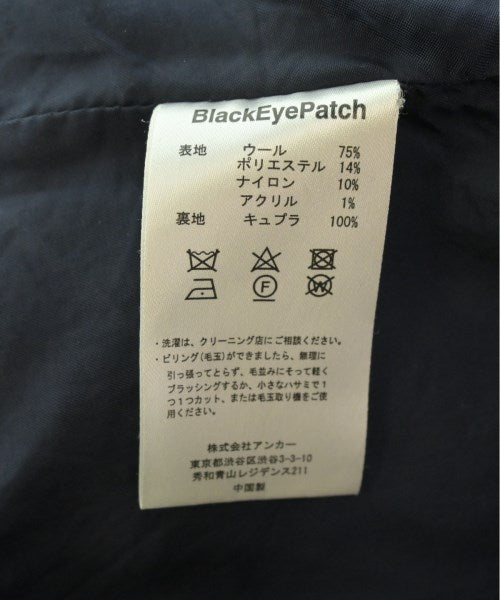 BlackEyePatch
表地 ウール 75%
ポリエステル 14%
ナイロン 10%
アクリル 1%
裏地 キュプラ 100%
F
W
・洗濯は、クリーニング店にご相談ください。
・ピリング(毛玉)ができましたら、無理に
引っ張ってとらず、毛並みにそって軽く
ブラッシングするか、小さなハサミで1
つ1つカット、または毛玉取り機をご使
用ください。
株式会社アンカー
東京都渋谷区渋谷3-3-10
秀和青山レジデンス211
中国製